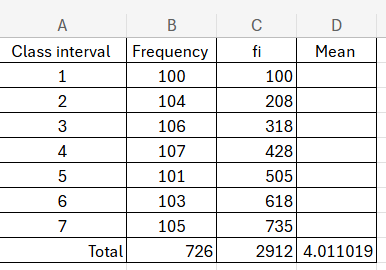 A B C D
Class interval Frequency fi Mean
1 100 100
2 104 208
3 106 318
4 107 428
5 101 505
6 103 618
7 105 735
Total 726 2912 4.011019